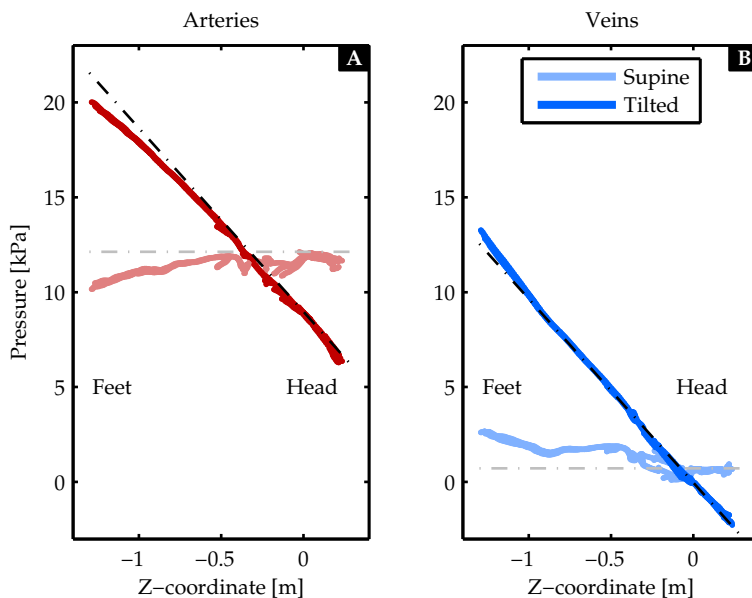 Arteries
Veins
A
B
Supine
Tilted
Pressure [kPa]
20
15
10
5
0
20
15
10
5
0
Feet
Head
Feet
Head
−1
−0.5
0
−1
−0.5
0
Z−coordinate [m]
Z−coordinate [m]